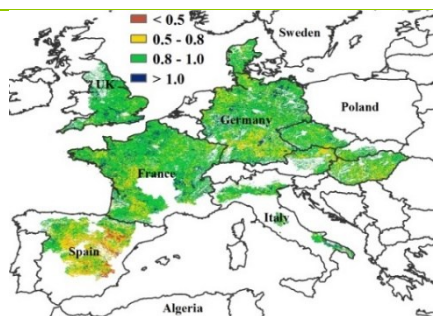 < 0.5
0.5 - 0.8
0.8 - 1.0
> 1.0
Sweden
UK
Poland
Germany
France
Italy
Spain
Algeria